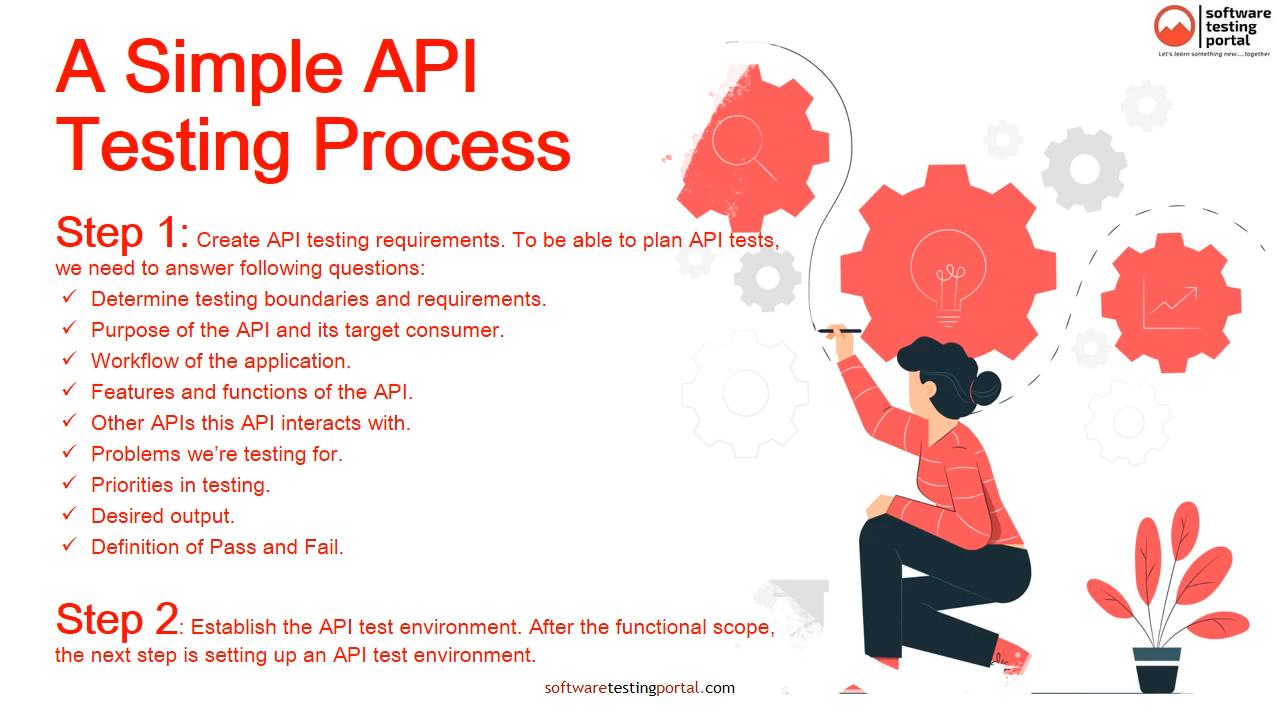 software
testing
portal
Let's learn something new....together
A Simple API
Testing Process
Step 1: Create API testing requirements. To be able to plan API tests,
we need to answer following questions:
✓ Determine testing boundaries and requirements.
✓ Purpose of the API and its target consumer.
✓ Workflow of the application.
✓ Features and functions of the API.
✓ Other APIs this API interacts with.
✓ Problems we’re testing for.
✓ Priorities in testing.
✓ Desired output.
✓ Definition of Pass and Fail.
Step 2: Establish the API test environment. After the functional scope,
the next step is setting up an API test environment.
softwaretestingportal.com